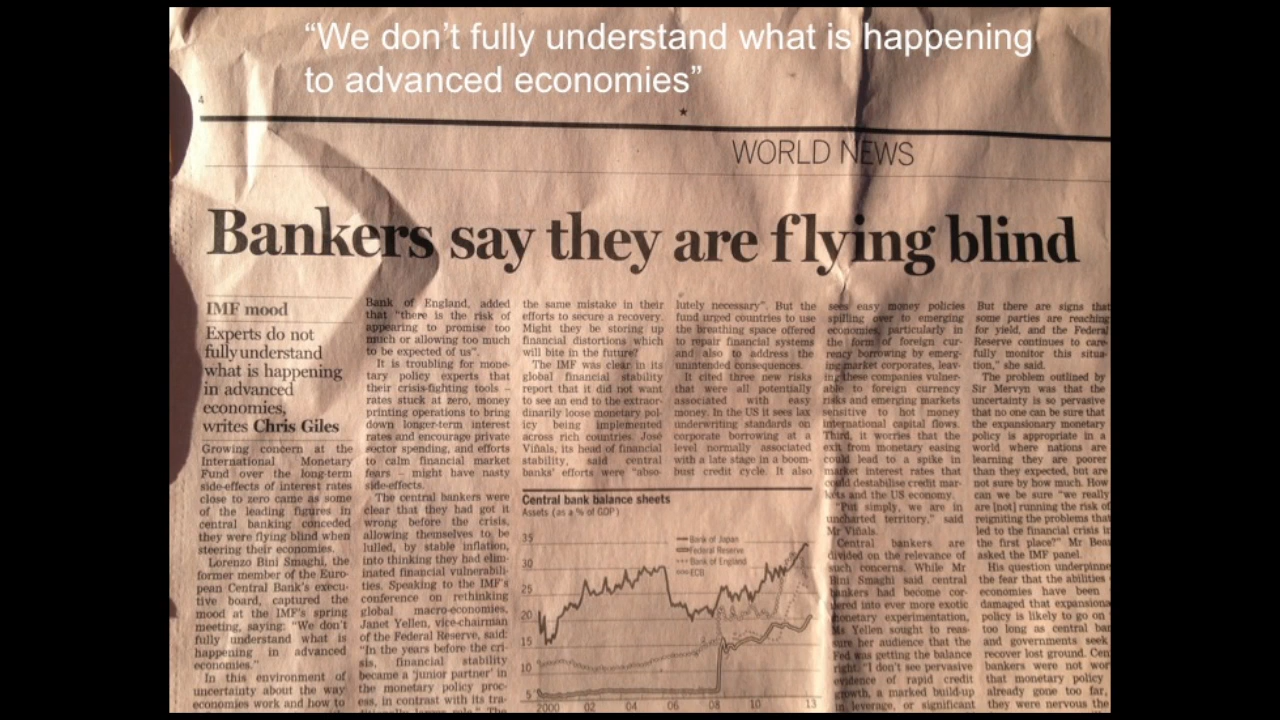 “We don’t fully understand what is happening
to advanced economies”
4
WORLD NEWS
Bankers say they are flying blind
IMF mood
Experts do not
fully understand
what is happening
in advanced
economies,
writes Chris Giles
Growing concern at the
International Monetary
Fund over the long-term
side-effects of interest rates
close to zero came as some
of the leading figures in
central banking conceded
they were flying blind when
steering their economies.
Lorenzo Bini Smaghi, the
former member of the Euro-
pean Central Bank's execu-
tive board, captured the
mood at the IMF's spring
meeting, saying: "We don't
fully understand what is
happening in advanced
economies."
In this environment of
uncertainty about the way
economies work and how to
Bank of England, added
that "there is the risk of
appearing to promise too
much or allowing too much
to be expected of us".
It is troubling for mone-
tary policy experts that
their crisis-fighting tools –
rates stuck at zero, money
printing operations to bring
down longer-term interest
rates and encourage private
sector spending, and efforts
to calm financial market
fears – might have nasty
side-effects.
The central bankers were
clear that they had got it
wrong before the crisis,
allowing themselves to be
lulled, by stable inflation,
into thinking they had elim-
inated financial vulnerabili-
ties. Speaking to the IMF's
conference on rethinking
global macro-economies,
Janet Yellen, vice-chairman
of the Federal Reserve, said:
"In the years before the cri-
sis, financial stability
became a 'junior partner' in
the monetary policy proc-
ess, in contrast with its tra-
the same mistake in their
efforts to secure a recovery.
Might they be storing up
financial distortions which
will bite in the future?
The IMF was clear in its
global financial stability
report that it did not want
to see an end to the extraor-
dinarily loose monetary pol-
icy being implemented
across rich countries. José
Viñals, its head of financial
stability, said central
banks' efforts were "abso-
lutely necessary". But the
fund urged countries to use
the breathing space offered
to repair financial systems
and also to address the
unintended consequences.
It cited three new risks
that were all potentially
associated with easy
money. In the US it sees lax
underwriting standards on
corporate borrowing at a
level normally associated
with a late stage in a boom-
bust credit cycle. It also
Central bank balance sheets
Assets (as a % of GDP)
Bank of Japan
Federal Reserve
Bank of England
ECB
35
30
25
20
15
10
5
2000 02 04 06 08 10 13
sees easy money policies
spilling over to emerging
economies, particularly in
the form of foreign cur-
rency borrowing by emerg-
ing market corporates, leav-
ing these companies vulner-
able to foreign currency
risks and emerging markets
sensitive to hot money
international capital flows.
Third, it worries that the
exit from monetary easing
could lead to a spike in
market interest rates that
could destabilise credit mar-
kets and the US economy.
"Put simply, we are in
uncharted territory," said
Mr Viñals.
Central bankers are
divided on the relevance of
such concerns. While Mr
Bini Smaghi said central
bankers had become cor-
nered into ever more exotic
monetary experimentation,
Ms Yellen sought to reas-
sure her audience that the
Fed was getting the balance
right. "I don't see pervasive
evidence of rapid credit
growth, a marked build-up
in leverage, or significant
But there are signs that
some parties are reaching
for yield, and the Federal
Reserve continues to care-
fully monitor this situa-
tion," she said.
The problem outlined by
Sir Mervyn was that the
uncertainty is so pervasive
that no one can be sure that
the expansionary monetary
policy is appropriate in a
world where nations are
learning they are poorer
than they expected, but are
not sure by how much. How
can we be sure "we really
are [not] running the risk of
reigniting the problems that
led to the financial crisis in
the first place?" Mr Bean
asked the IMF panel.
His question underpinne
the fear that the abilities
economies have been
damaged that expansiona
policy is likely to go on
too long as central ban
and governments seek
recover lost ground. Cen
bankers were not wor
that monetary policy
already gone too far,
they were nervous the